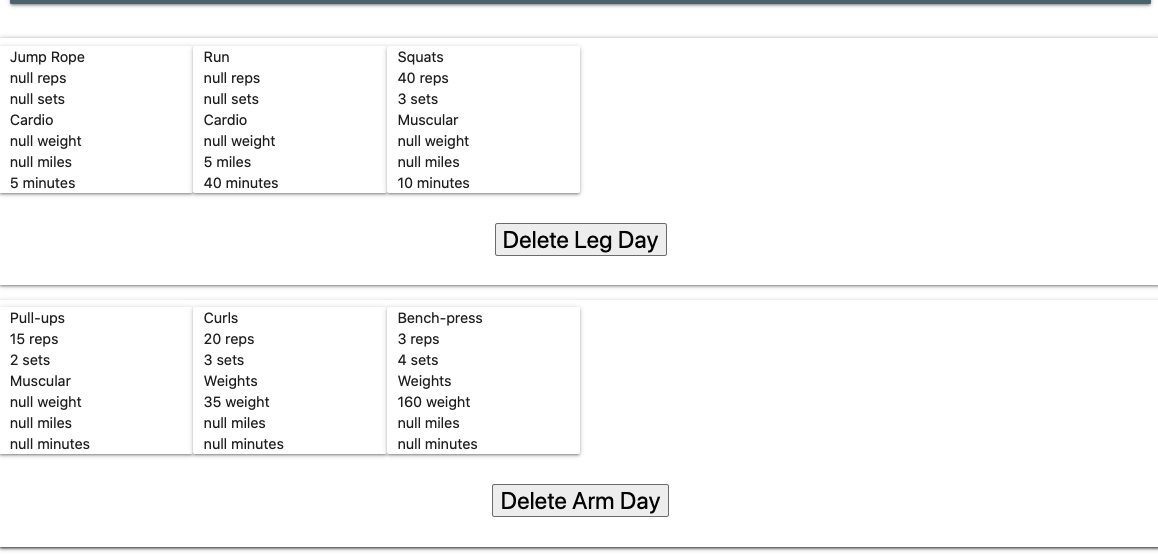 Jump Rope
null reps
null sets
Cardio
null weight
null miles
5 minutes
Run
null reps
null sets
Cardio
null weight
5 miles
40 minutes
Squats
40 reps
3 sets
Muscular
null weight
null miles
10 minutes
Delete Leg Day
Pull-ups
15 reps
2 sets
Muscular
null weight
null miles
null minutes
Curls
20 reps
3 sets
Weights
35 weight
null miles
null minutes
Bench-press
3 reps
4 sets
Weights
160 weight
null miles
null minutes
Delete Arm Day